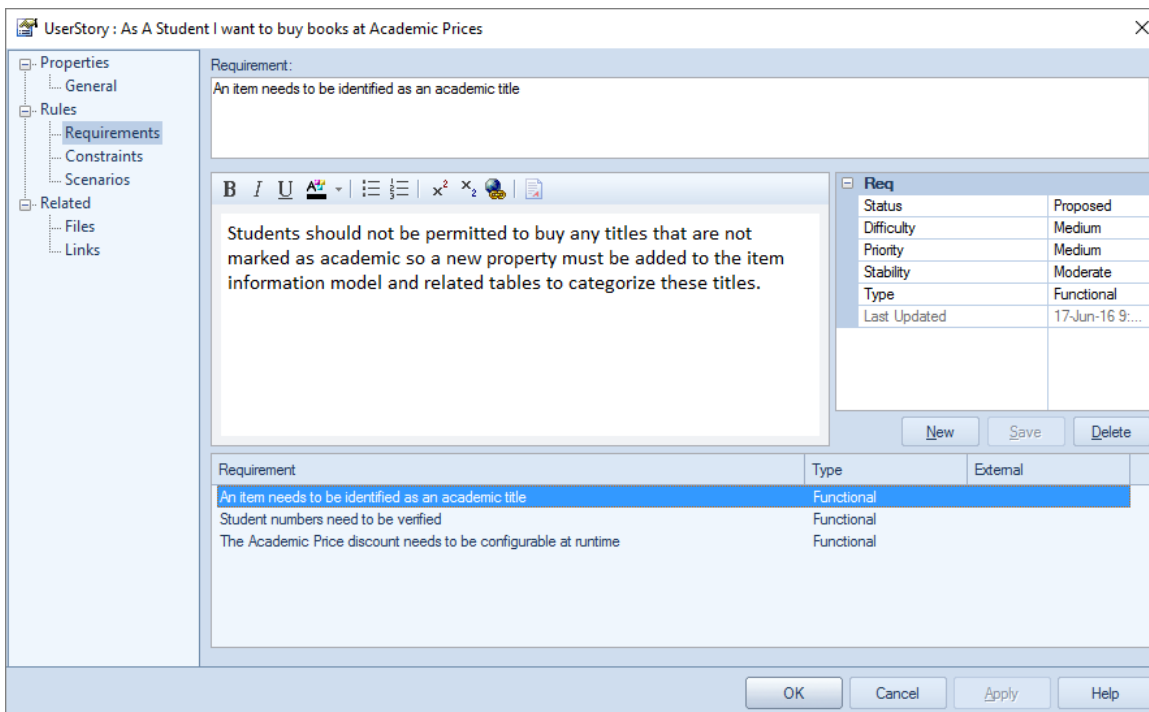 UserStory : As A Student I want to buy books at Academic Prices
Properties
General
Rules
Requirements
Constraints
Scenarios
Related
Files
Links
Requirement:
An item needs to be identified as an academic title
B I U A x² x₂
Students should not be permitted to buy any titles that are not
marked as academic so a new property must be added to the item
information model and related tables to categorize these titles.
Req
Status Proposed
Difficulty Medium
Priority Medium
Stability Moderate
Type Functional
Last Updated 17-Jun-16 9:...
New Save Delete
Requirement Type External
An item needs to be identified as an academic title Functional
Student numbers need to be verified Functional
The Academic Price discount needs to be configurable at runtime Functional
OK Cancel Apply Help